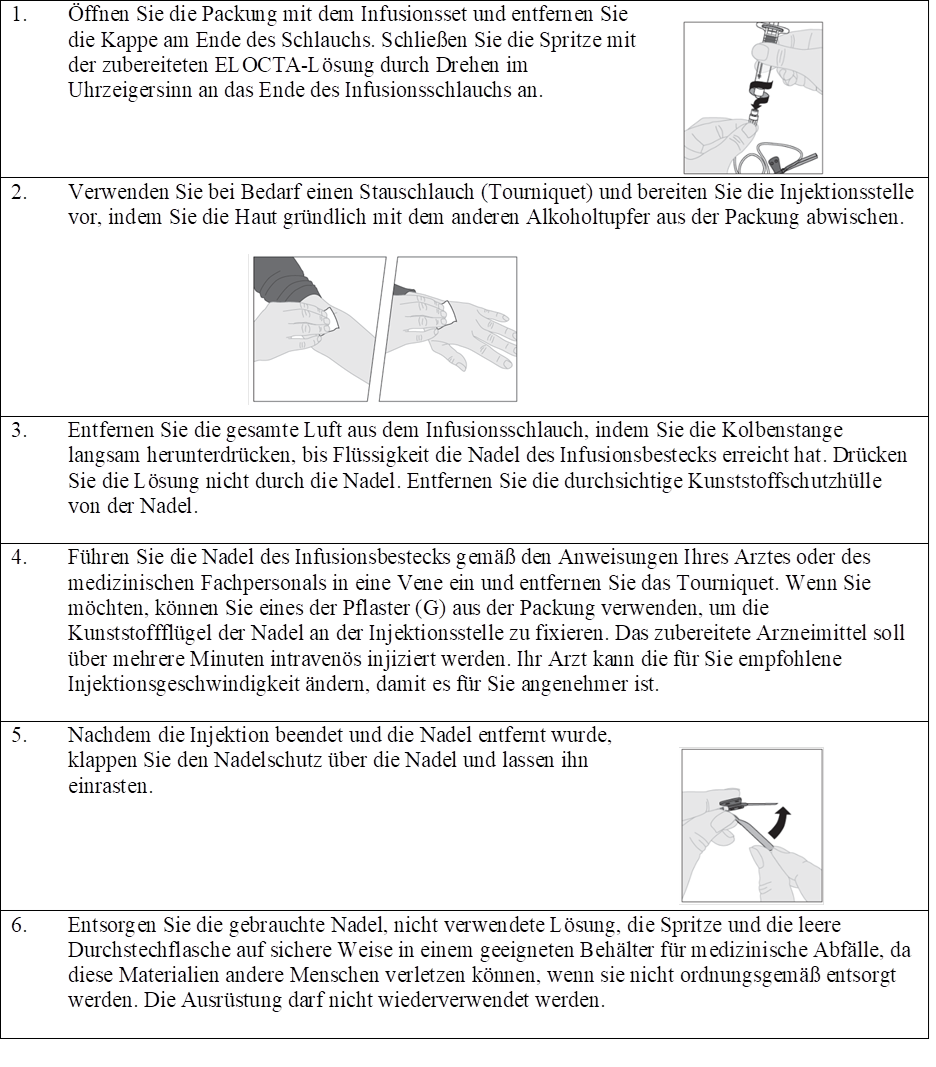 1. Öffnen Sie die Packung mit dem Infusionsset und entfernen Sie
die Kappe am Ende des Schlauchs. Schließen Sie die Spritze mit
der zubereiteten ELOCTA-Lösung durch Drehen im
Uhrzeigersinn an das Ende des Infusionsschlauchs an.
2. Verwenden Sie bei Bedarf einen Stauschlauch (Tourniquet) und bereiten Sie die Injektionsstelle
vor, indem Sie die Haut gründlich mit dem anderen Alkoholtupfer aus der Packung abwischen.
3. Entfernen Sie die gesamte Luft aus dem Infusionsschlauch, indem Sie die Kolbenstange
langsam herunterdrücken, bis Flüssigkeit die Nadel des Infusionsbestecks erreicht hat. Drücken
Sie die Lösung nicht durch die Nadel. Entfernen Sie die durchsichtige Kunststoffschutzhülle
von der Nadel.
4. Führen Sie die Nadel des Infusionsbestecks gemäß den Anweisungen Ihres Arztes oder des
medizinischen Fachpersonals in eine Vene ein und entfernen Sie das Tourniquet. Wenn Sie
möchten, können Sie eines der Pflaster (G) aus der Packung verwenden, um die
Kunststoffflügel der Nadel an der Injektionsstelle zu fixieren. Das zubereitete Arzneimittel soll
über mehrere Minuten intravenös injiziert werden. Ihr Arzt kann die für Sie empfohlene
Injektionsgeschwindigkeit ändern, damit es für Sie angenehmer ist.
5. Nachdem die Injektion beendet und die Nadel entfernt wurde,
klappen Sie den Nadelschutz über die Nadel und lassen ihn
einrasten.
6. Entsorgen Sie die gebrauchte Nadel, nicht verwendete Lösung, die Spritze und die leere
Durchstechflasche auf sichere Weise in einem geeigneten Behälter für medizinische Abfälle, da
diese Materialien andere Menschen verletzen können, wenn sie nicht ordnungsgemäß entsorgt
werden. Die Ausrüstung darf nicht wiederverwendet werden.